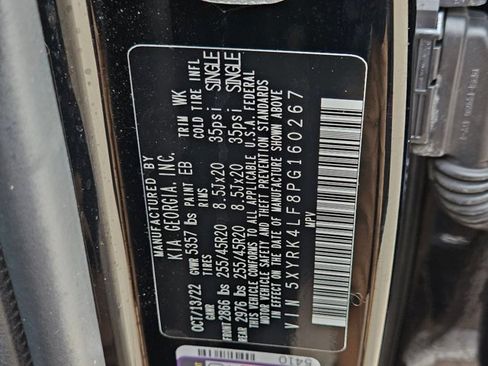 MANUFACTURED BY
KIA GEORGIA, INC.
OCT/13/22 GVWR 5357 lbs PAINT EB TRIM WK
GAWR TIRES RIMS COLD TIRE INFL
FRONT 2866 lbs 255/45R20 8.5Jx20 35psi SINGLE
REAR 2976 lbs 255/45R20 8.5Jx20 35psi SINGLE
THIS VEHICLE CONFORMS TO ALL APPLICABLE U.S.A. FEDERAL
MOTOR VEHICLE SAFETY AND THEFT PREVENTION STANDARDS
IN EFFECT ON THE DATE OF MANUFACTURE SHOWN ABOVE
VIN 5XYRK4LF8PG160267
MPV
5410